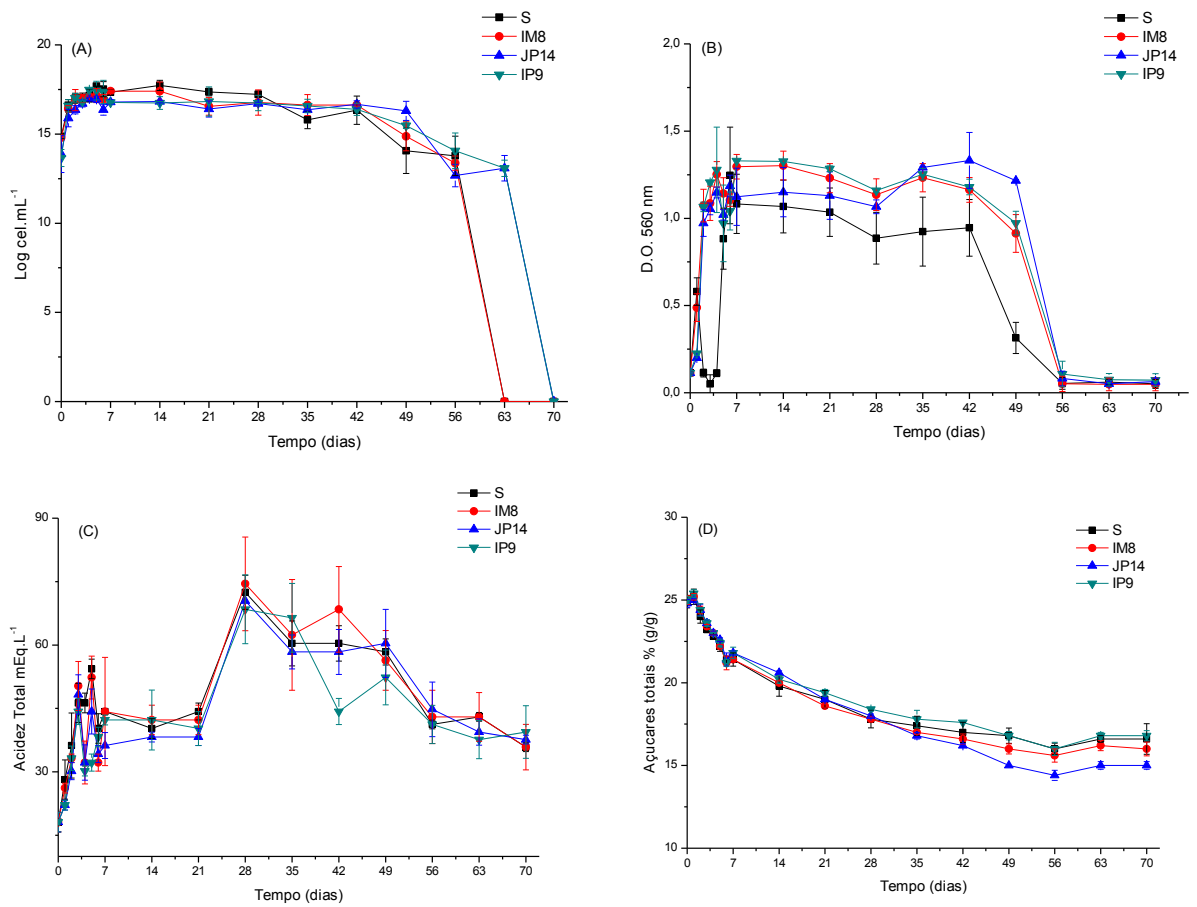 (A)
S
IM8
JP14
IP9
20
15
10
5
0
Log cel.mL⁻¹
0 7 14 21 28 35 42 49 56 63 70
Tempo (dias)
(B)
S
IM8
JP14
IP9
2,0
1,5
1,0
0,5
0,0
D.O. 560 nm
0 7 14 21 28 35 42 49 56 63 70
Tempo (dias)
(C)
S
IM8
JP14
IP9
90
60
30
Acidez Total mEq.L⁻¹
0 7 14 21 28 35 42 49 56 63 70
Tempo (dias)
(D)
S
IM8
JP14
IP9
30
25
20
15
10
Açucares totais % (g/g)
0 7 14 21 28 35 42 49 56 63 70
Tempo (dias)